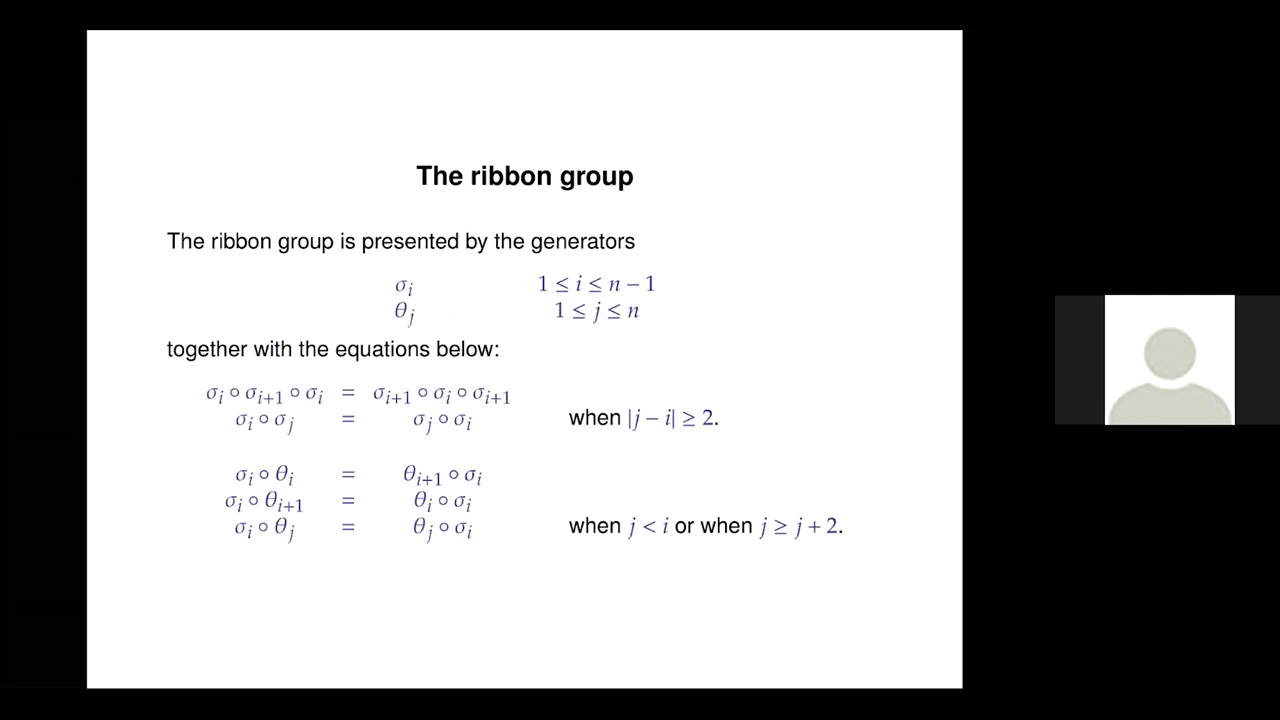 The ribbon group
The ribbon group is presented by the generators
σᵢ 1 ≤ i ≤ n − 1
θⱼ 1 ≤ j ≤ n
together with the equations below:
σᵢ ∘ σᵢ₊₁ ∘ σᵢ = σᵢ₊₁ ∘ σᵢ ∘ σᵢ₊₁
σᵢ ∘ σⱼ = σⱼ ∘ σᵢ when |j − i| ≥ 2.
σᵢ ∘ θᵢ = θᵢ₊₁ ∘ σᵢ
σᵢ ∘ θᵢ₊₁ = θᵢ ∘ σᵢ
σᵢ ∘ θⱼ = θⱼ ∘ σᵢ when j < i or when j ≥ j + 2.